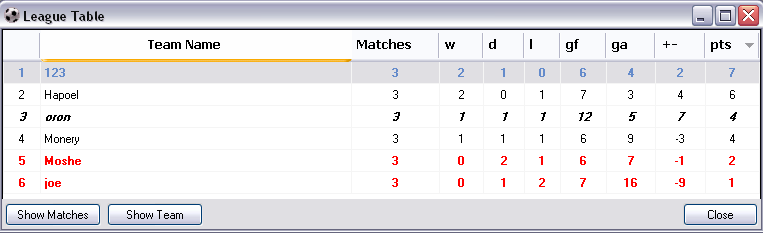 League Table
Team Name Matches w d l gf ga +- pts
1 123 3 2 1 0 6 4 2 7
2 Hapoel 3 2 0 1 7 3 4 6
3 oron 3 1 1 1 12 5 7 4
4 Monery 3 1 1 1 6 9 -3 4
5 Moshe 3 0 2 1 6 7 -1 2
6 joe 3 0 1 2 7 16 -9 1
Show Matches Show Team Close